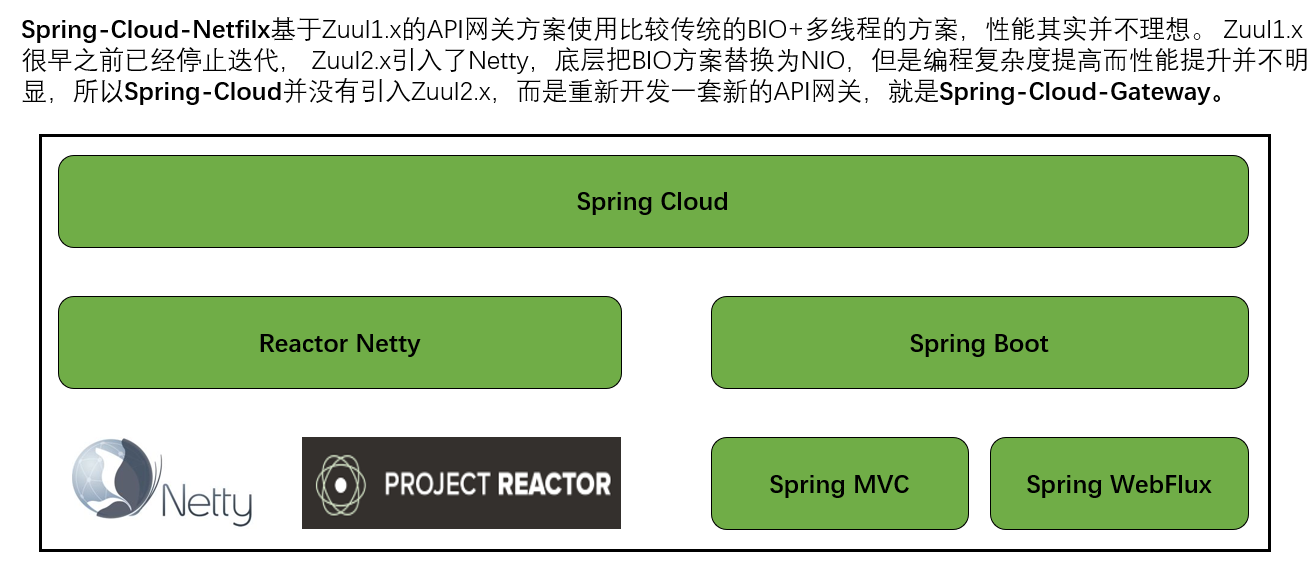 Spring-Cloud-Netfilx基于Zuul1.x的API网关方案使用比较传统的BIO+多线程的方案，性能其实并不理想。 Zuul1.x
很早之前已经停止迭代， Zuul2.x引入了Netty，底层把BIO方案替换为NIO，但是编程复杂度提高而性能提升并不明
显，所以Spring-Cloud并没有引入Zuul2.x，而是重新开发一套新的API网关，就是Spring-Cloud-Gateway。
Spring Cloud
Reactor Netty
Spring Boot
Netty
PROJECT REACTOR
Spring MVC
Spring WebFlux